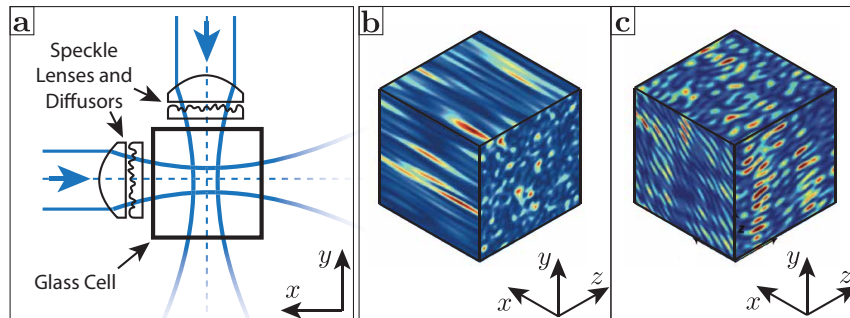 a
Speckle
Lenses and
Diffusors
Glass Cell
y
x
b
y
x
z
c
z
y
x
z